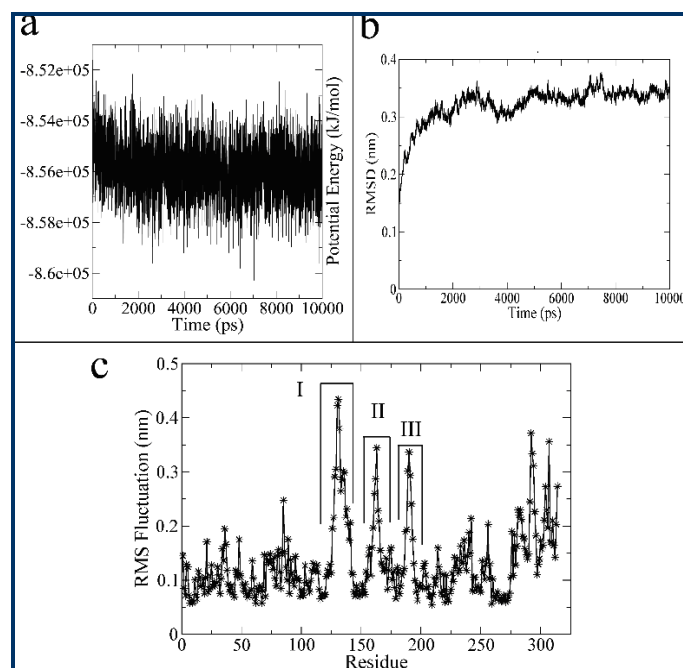 a
-8.52e+05
-8.54e+05
-8.56e+05
-8.58e+05
-8.6e+05
Potential Energy (kJ/mol)
0 2000 4000 6000 8000 10000
Time (ps)
b
0.4
0.3
0.2
0.1
0
RMSD (nm)
0 2000 4000 6000 8000 10000
Time (ps)
c
0.5
0.4
0.3
0.2
0.1
0
RMS Fluctuation (nm)
I
II
III
0 50 100 150 200 250 300
Residue